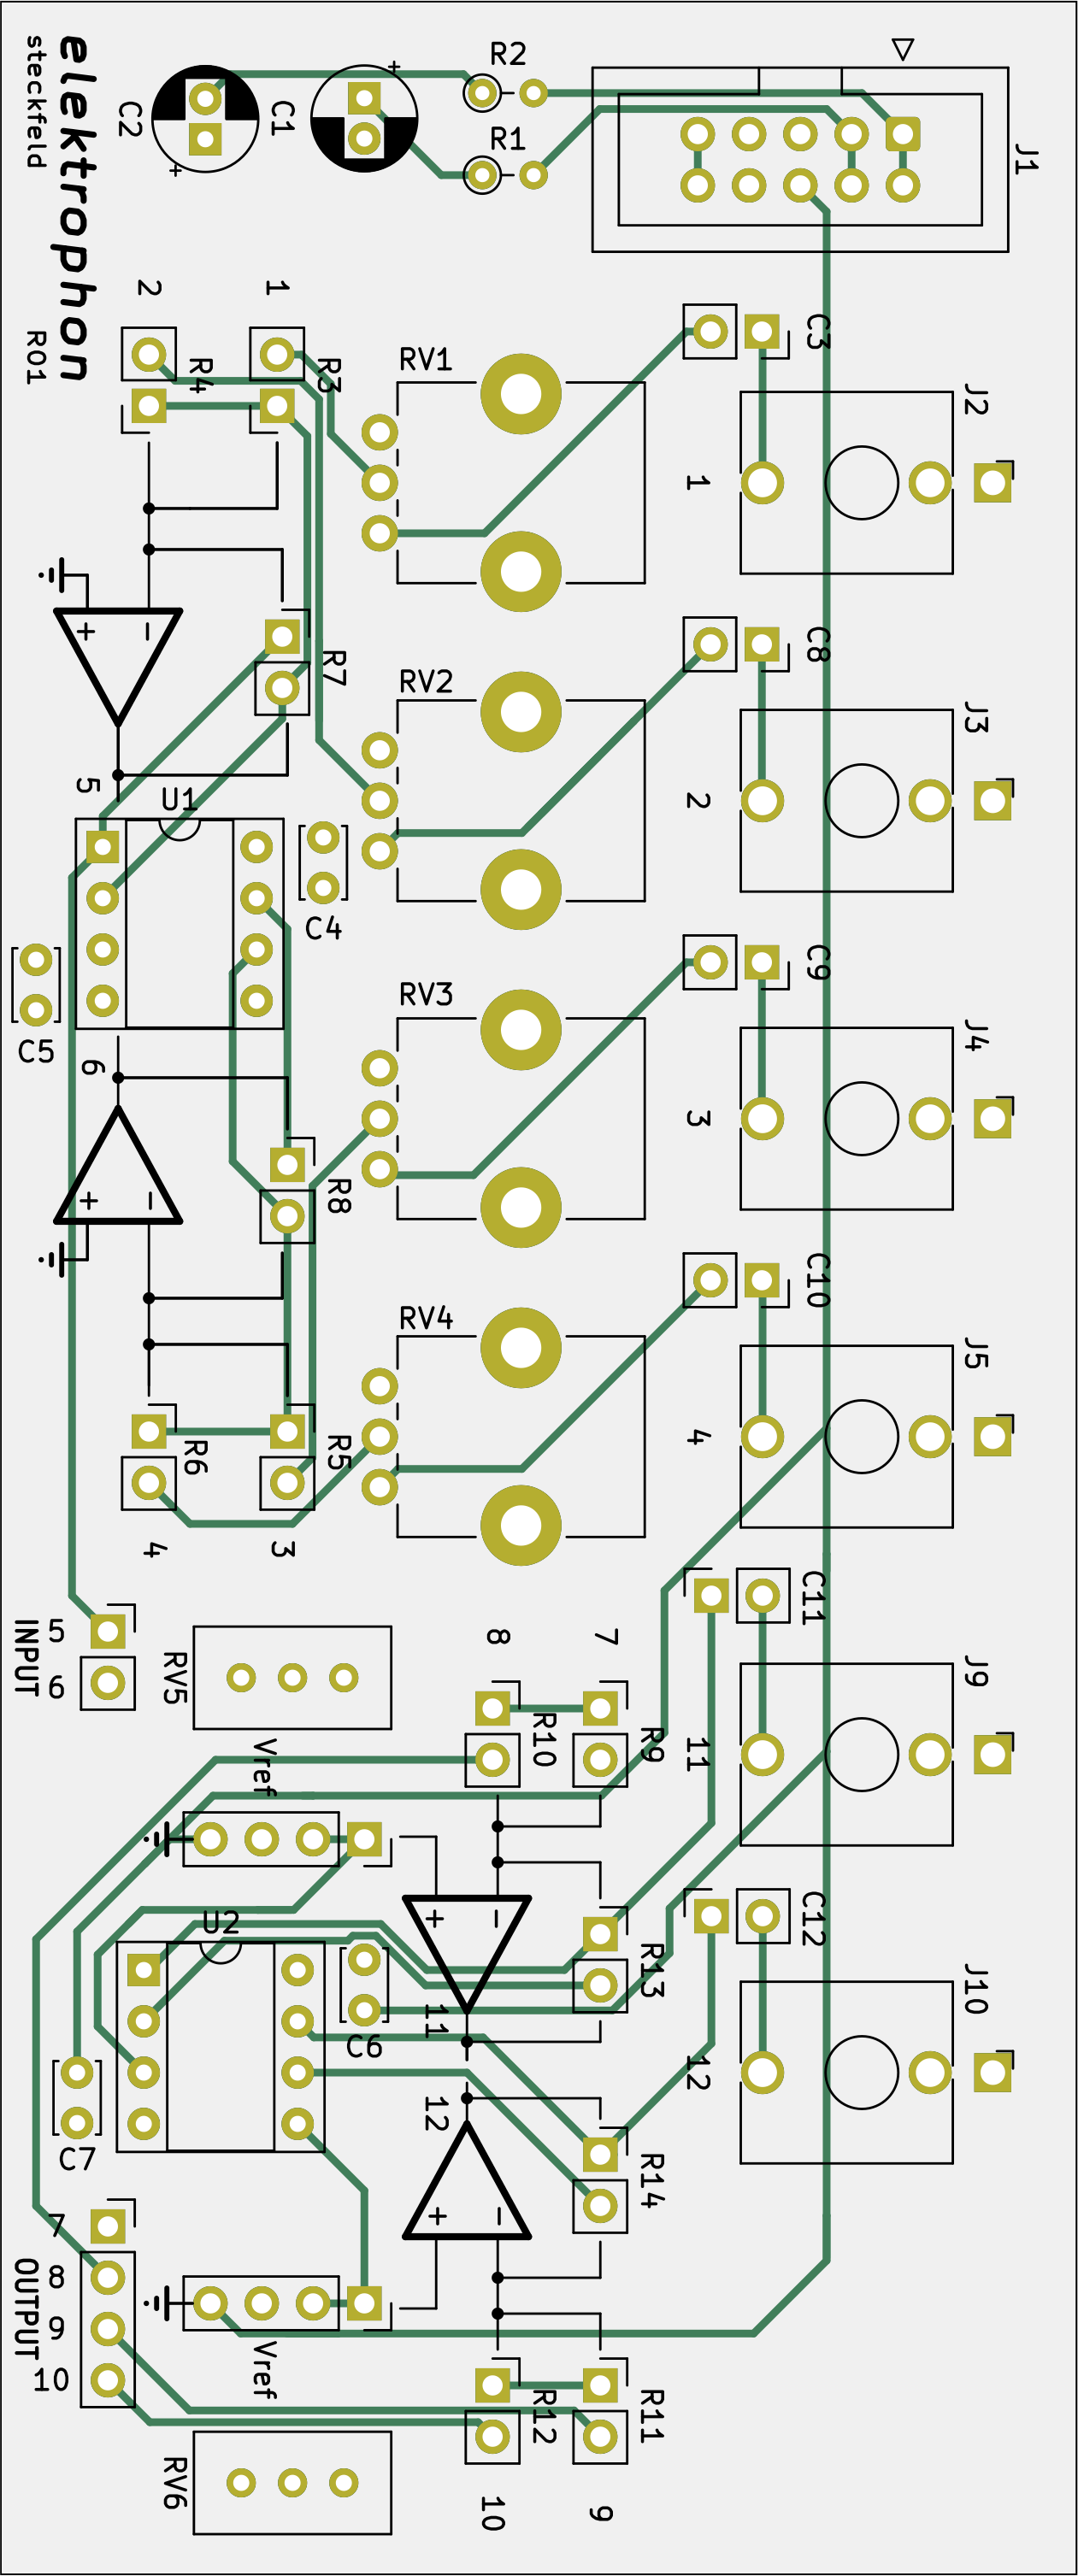 elektrophon
steckfeld
R01
C2
+
C1
+
R2
R1
J1
2
1
R4
R3
RV1
C3
J2
1
+
−
R7
RV2
C8
J3
2
5
U1
C4
C5
RV3
C9
J4
3
6
+
−
R8
RV4
C10
J5
4
R6
R5
4
3
C11
5
6
INPUT
RV5
8
7
R10
R9
J9
11
Vref
+
−
U2
R13
C12
J10
11
C6
12
12
C7
R14
+
−
7
8
9
10
OUTPUT
Vref
R12
R11
RV6
10
9